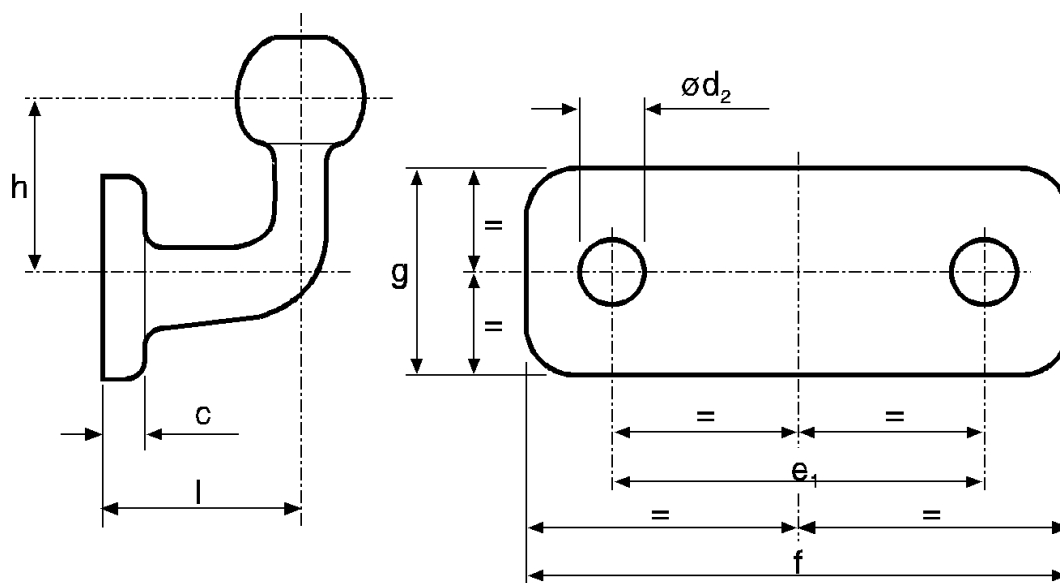 ød₂
h
g
=
=
c
l
=
=
e₁
=
=
f